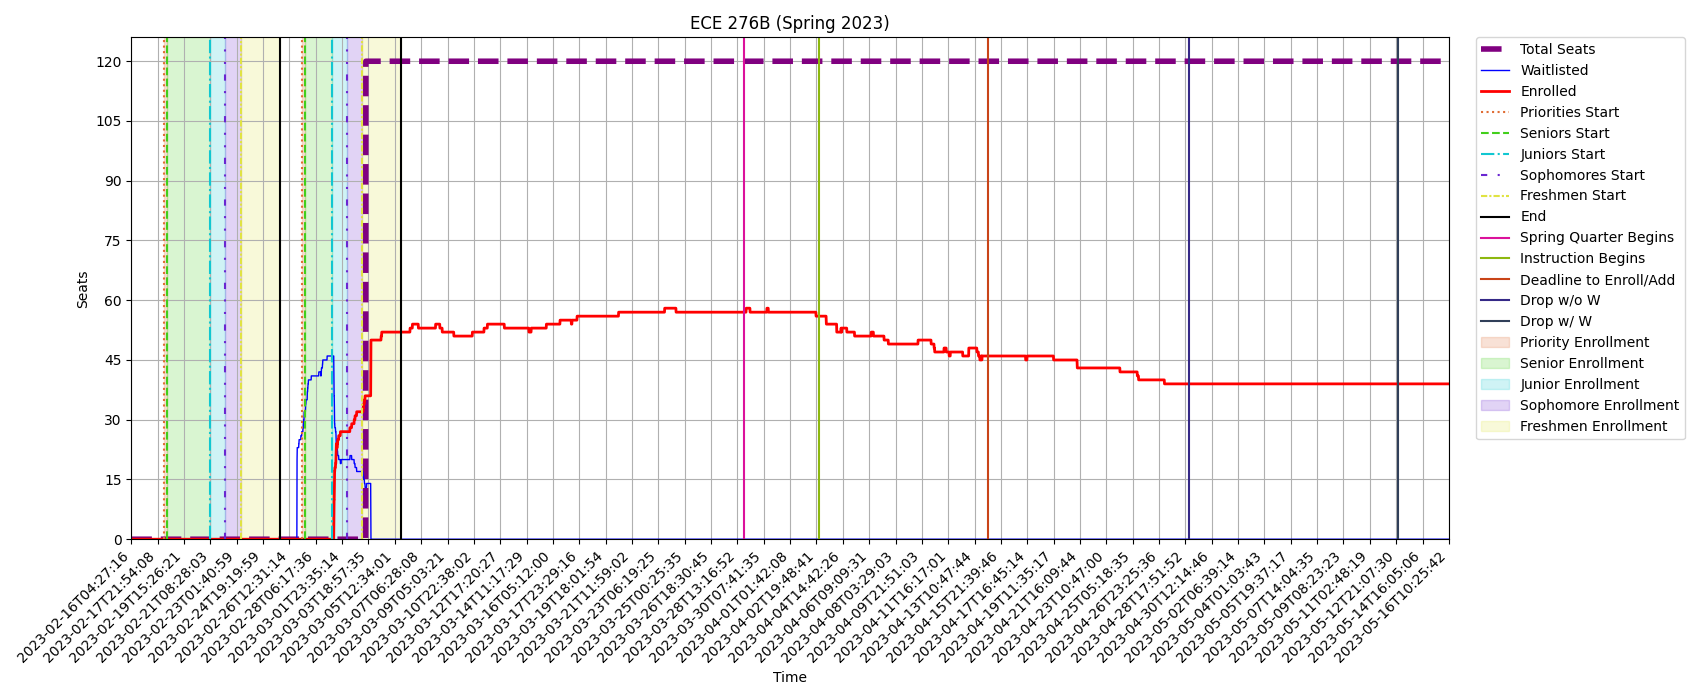 ECE 276B (Spring 2023)
Seats
120
105
90
75
60
45
30
15
0
2023-02-16T04:27:16
2023-02-17T21:54:08
2023-02-19T15:26:21
2023-02-21T08:28:03
2023-02-23T01:40:59
2023-02-24T19:19:59
2023-02-26T12:31:14
2023-02-28T06:17:36
2023-03-01T23:35:14
2023-03-03T18:57:35
2023-03-05T12:34:01
2023-03-07T06:28:08
2023-03-09T05:03:21
2023-03-10T22:38:02
2023-03-14T11:17:20:27
2023-03-14T17:29:29
2023-03-16T05:12:00
2023-03-17T23:29:16
2023-03-19T18:01:54
2023-03-21T11:59:02
2023-03-23T06:19:25
2023-03-25T00:25:35
2023-03-26T18:30:45
2023-03-28T13:16:52
2023-03-30T07:41:35
2023-04-01T01:42:08
2023-04-02T19:48:41
2023-04-04T14:42:26
2023-04-06T09:09:31
2023-04-08T03:29:03
2023-04-09T21:51:03
2023-04-11T16:17:01
2023-04-13T10:47:44
2023-04-15T21:39:46
2023-04-17T16:45:14
2023-04-19T11:35:17
2023-04-21T16:09:44
2023-04-23T10:47:00
2023-04-25T05:18:35
2023-04-26T23:25:36
2023-04-28T17:51:52
2023-04-30T12:14:46
2023-05-02T06:39:14
2023-05-04T01:03:43
2023-05-05T19:37:17
2023-05-07T14:04:35
2023-05-09T08:23:23
2023-05-11T02:48:19
2023-05-12T21:07:30
2023-05-14T16:05:06
2023-05-16T10:25:42
Time
Total Seats
Waitlisted
Enrolled
Priorities Start
Seniors Start
Juniors Start
Sophomores Start
Freshmen Start
End
Spring Quarter Begins
Instruction Begins
Deadline to Enroll/Add
Drop w/o W
Drop w/ W
Priority Enrollment
Senior Enrollment
Junior Enrollment
Sophomore Enrollment
Freshmen Enrollment